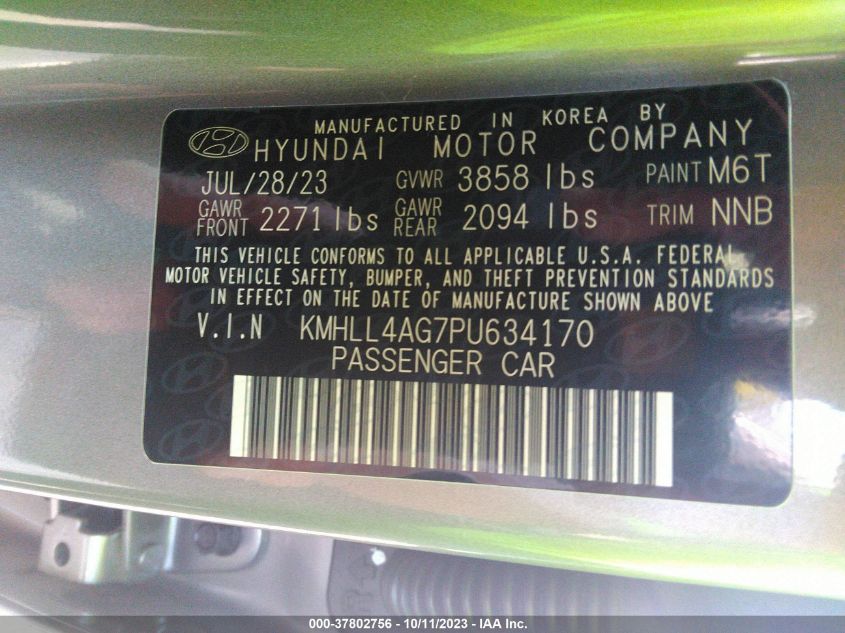 MANUFACTURED IN KOREA BY
HYUNDAI MOTOR COMPANY
JUL/28/23 GVWR 3858 lbs PAINT M6T
GAWR FRONT 2271 lbs GAWR REAR 2094 lbs TRIM NNB
THIS VEHICLE CONFORMS TO ALL APPLICABLE U.S.A. FEDERAL
MOTOR VEHICLE SAFETY, BUMPER, AND THEFT PREVENTION STANDARDS
IN EFFECT ON THE DATE OF MANUFACTURE SHOWN ABOVE
V.I.N KMHLL4AG7PU634170
PASSENGER CAR
000-37802756 - 10/11/2023 - IAA Inc.